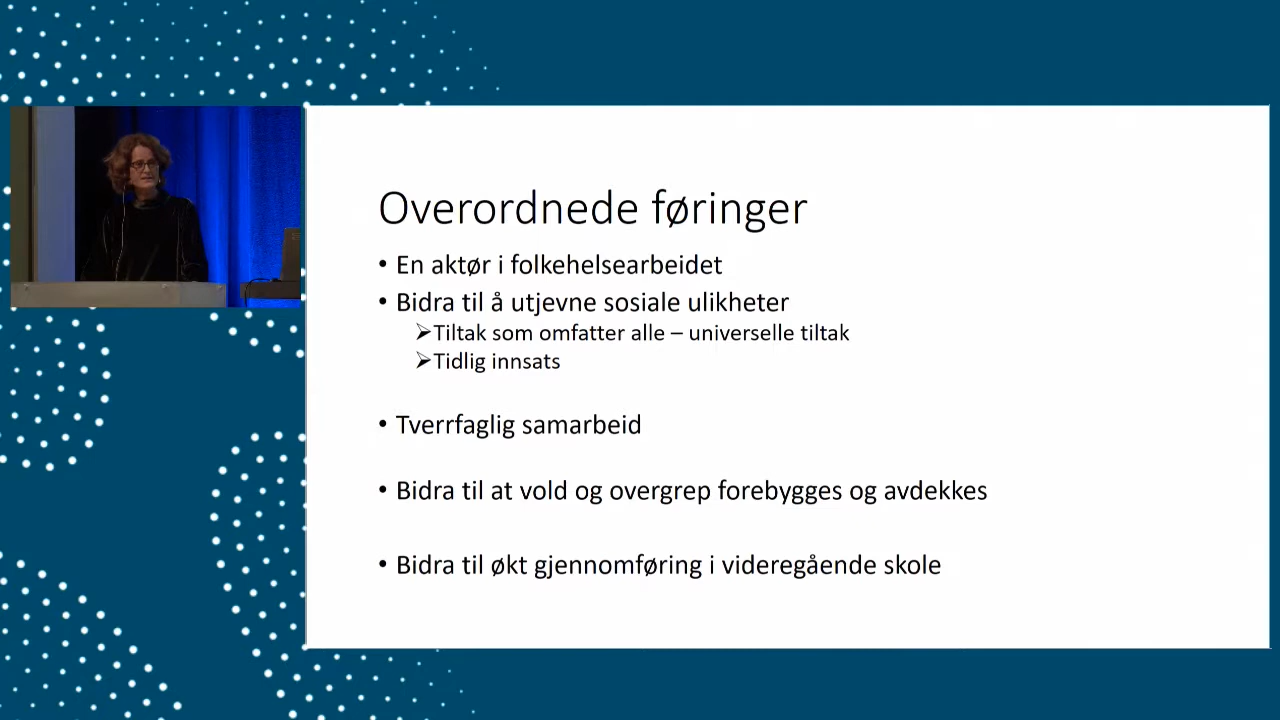 Overordnede føringer
• En aktør i folkehelsearbeidet
• Bidra til å utjevne sosiale ulikheter
➢Tiltak som omfatter alle – universelle tiltak
➢Tidlig innsats
• Tverrfaglig samarbeid
• Bidra til at vold og overgrep forebygges og avdekkes
• Bidra til økt gjennomføring i videregående skole